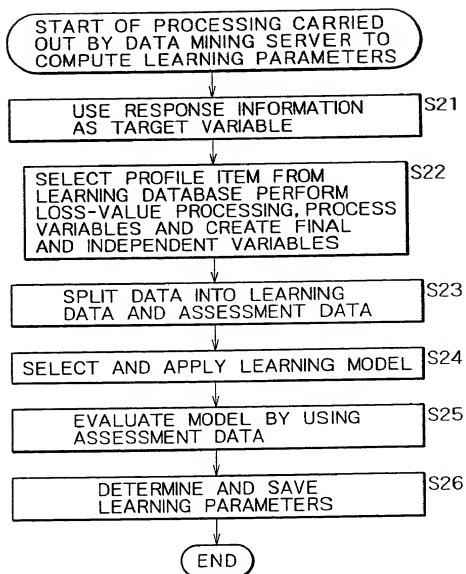 START OF PROCESSING CARRIED
OUT BY DATA MINING SERVER TO
COMPUTE LEARNING PARAMETERS
USE RESPONSE INFORMATION
AS TARGET VARIABLE
S21
SELECT PROFILE ITEM FROM
LEARNING DATABASE PERFORM
LOSS-VALUE PROCESSING, PROCESS
VARIABLES AND CREATE FINAL
AND INDEPENDENT VARIABLES
S22
SPLIT DATA INTO LEARNING
DATA AND ASSESSMENT DATA
S23
SELECT AND APPLY LEARNING MODEL
S24
EVALUATE MODEL BY USING
ASSESSMENT DATA
S25
DETERMINE AND SAVE
LEARNING PARAMETERS
S26
END